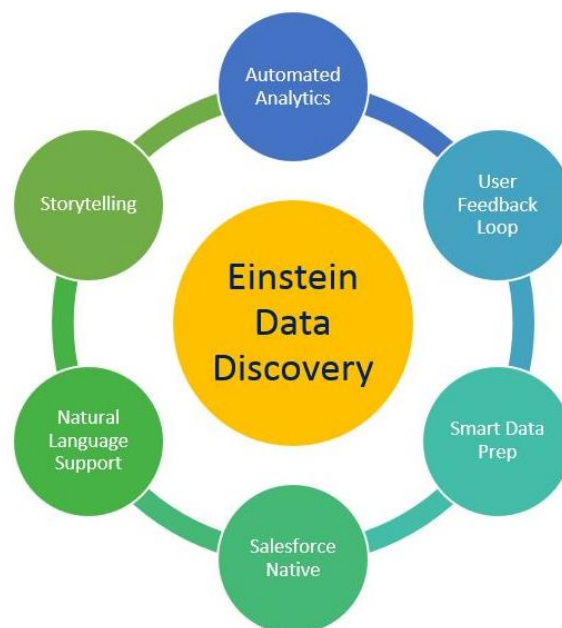 Automated
Analytics
User
Feedback
Loop
Smart Data
Prep
Salesforce
Native
Natural
Language
Support
Storytelling
Einstein
Data
Discovery